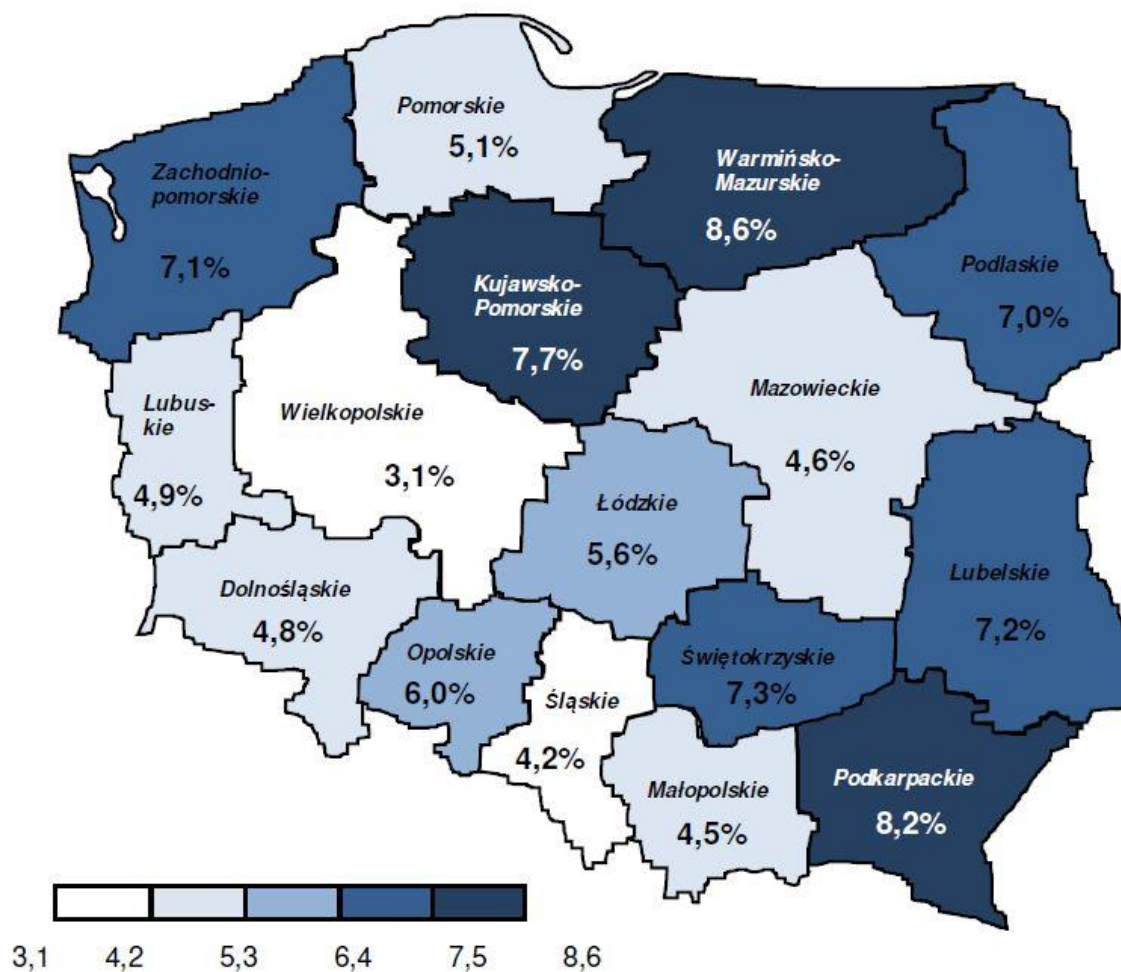 Pomorskie
5,1%
Zachodnio-
pomorskie
7,1%
Warmińsko-
Mazurskie
8,6%
Podlaskie
7,0%
Kujawsko-
Pomorskie
7,7%
Mazowieckie
4,6%
Lubus-
kie
4,9%
Wielkopolskie
3,1%
Łódzkie
5,6%
Lubelskie
7,2%
Dolnośląskie
4,8%
Opolskie
6,0%
Śląskie
4,2%
Świętokrzyskie
7,3%
Małopolskie
4,5%
Podkarpackie
8,2%
3,1 4,2 5,3 6,4 7,5 8,6